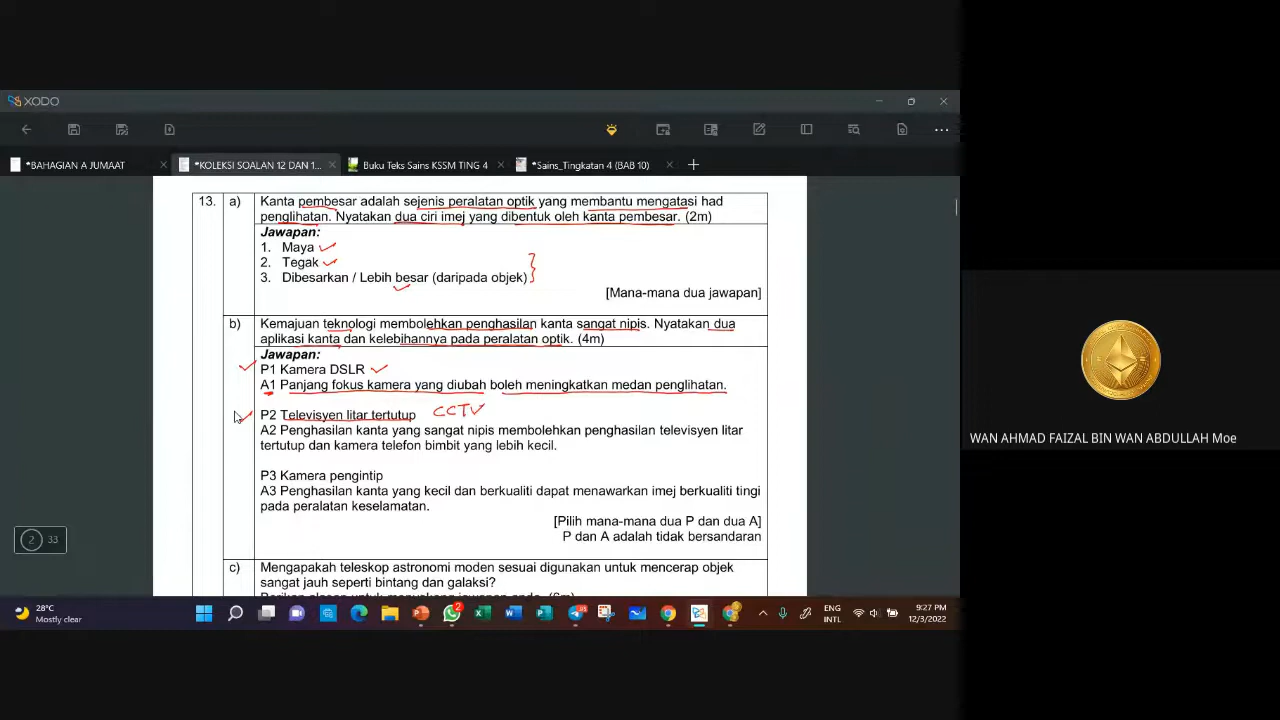 XODO
*BAHAGIAN A JUMAAT
*KOLEKSI SOALAN 12 DAN 1...
Buku Teks Sains KSSM TING 4
*Sains_Tingkatan 4 (BAB 10)
13. a) Kanta pembesar adalah sejenis peralatan optik yang membantu mengatasi had
penglihatan. Nyatakan dua ciri imej yang dibentuk oleh kanta pembesar. (2m)
Jawapan:
1. Maya
2. Tegak
3. Dibesarkan / Lebih besar (daripada objek)
[Mana-mana dua jawapan]
b) Kemajuan teknologi membolehkan penghasilan kanta sangat nipis. Nyatakan dua
aplikasi kanta dan kelebihannya pada peralatan optik. (4m)
Jawapan:
P1 Kamera DSLR
A1 Panjang fokus kamera yang diubah boleh meningkatkan medan penglihatan.
P2 Televisyen litar tertutup CCTV
A2 Penghasilan kanta yang sangat nipis membolehkan penghasilan televisyen litar
tertutup dan kamera telefon bimbit yang lebih kecil.
P3 Kamera pengintip
A3 Penghasilan kanta yang kecil dan berkualiti dapat menawarkan imej berkualiti tingi
pada peralatan keselamatan.
[Pilih mana-mana dua P dan dua A]
P dan A adalah tidak bersandaran
c) Mengapakah teleskop astronomi moden sesuai digunakan untuk mencerap objek
sangat jauh seperti bintang dan galaksi?
2 33
WAN AHMAD FAIZAL BIN WAN ABDULLAH Moe
28°C
Mostly clear
2
ENG
INTL
9:27 PM
12/3/2022